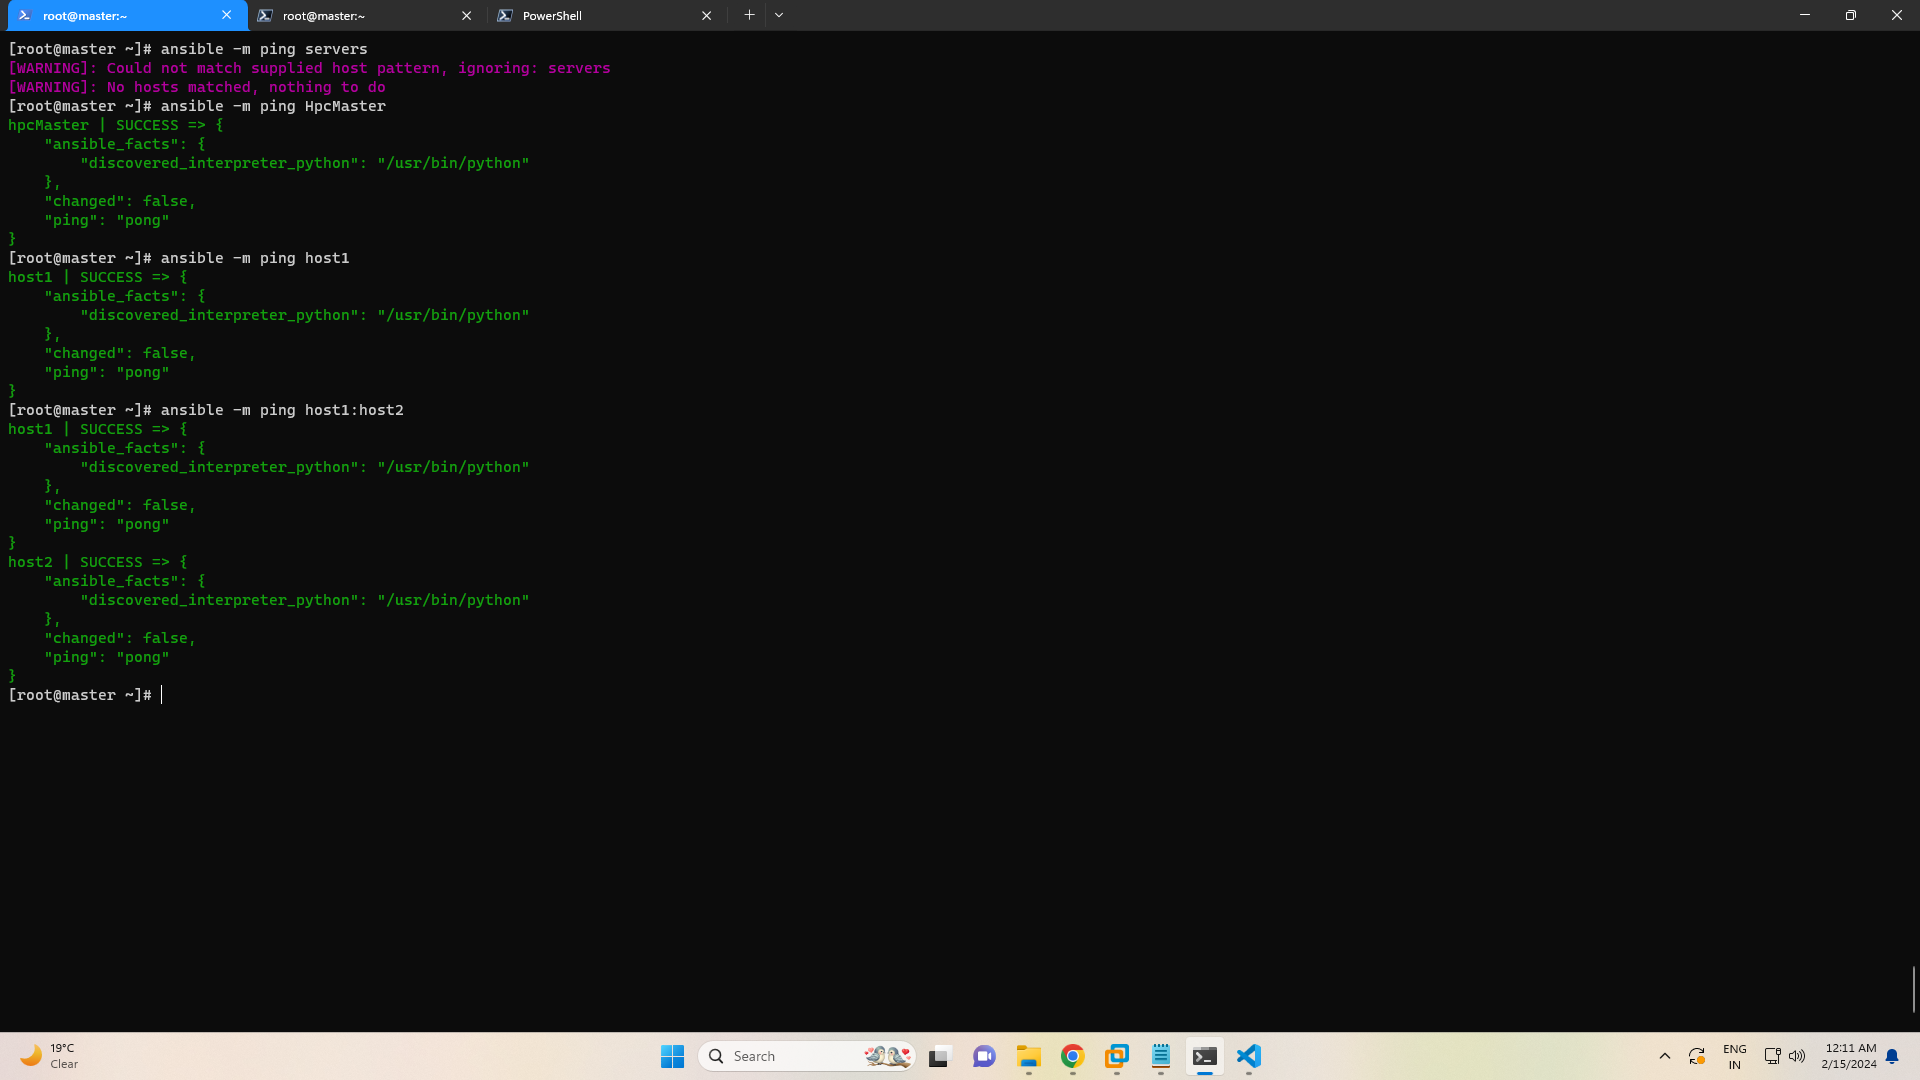 root@master:~
root@master:~
PowerShell
[root@master ~]# ansible -m ping servers
[WARNING]: Could not match supplied host pattern, ignoring: servers
[WARNING]: No hosts matched, nothing to do
[root@master ~]# ansible -m ping HpcMaster
hpcMaster | SUCCESS => {
    "ansible_facts": {
        "discovered_interpreter_python": "/usr/bin/python"
    },
    "changed": false,
    "ping": "pong"
}
[root@master ~]# ansible -m ping host1
host1 | SUCCESS => {
    "ansible_facts": {
        "discovered_interpreter_python": "/usr/bin/python"
    },
    "changed": false,
    "ping": "pong"
}
[root@master ~]# ansible -m ping host1:host2
host1 | SUCCESS => {
    "ansible_facts": {
        "discovered_interpreter_python": "/usr/bin/python"
    },
    "changed": false,
    "ping": "pong"
}
host2 | SUCCESS => {
    "ansible_facts": {
        "discovered_interpreter_python": "/usr/bin/python"
    },
    "changed": false,
    "ping": "pong"
}
[root@master ~]#
19°C
Clear
Search
ENG
IN
12:11 AM
2/15/2024